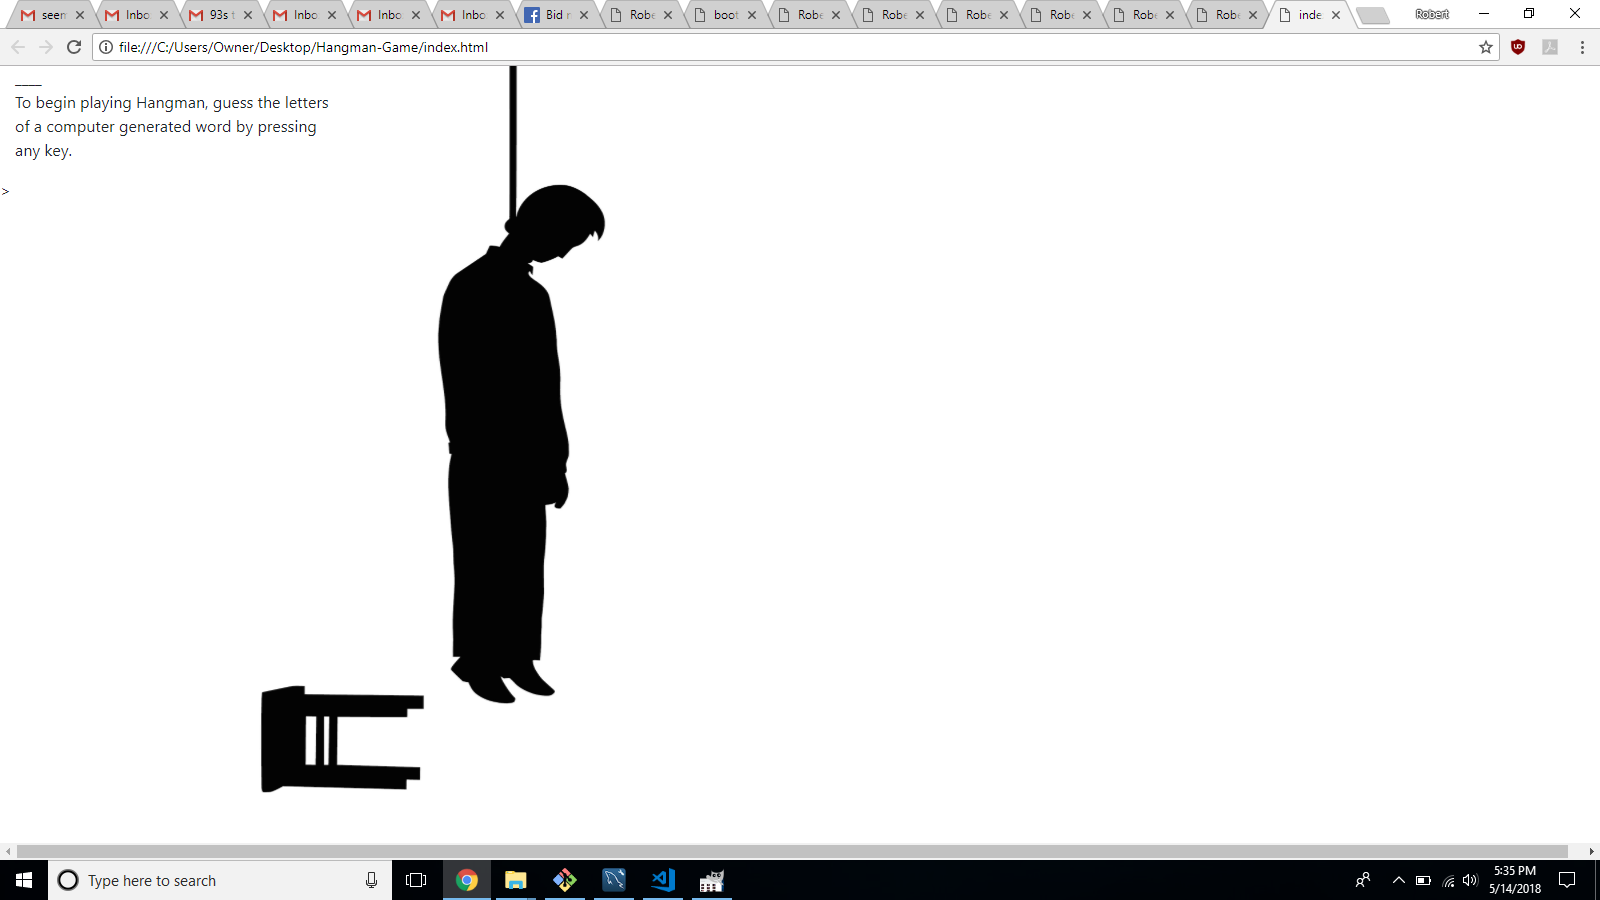 seem
Inbo
93s t
Inbo
Inbo
Inbo
Bid r
Robe
boot
Robe
Robe
Robe
Robe
Robe
Robe
inde
Robert
file:///C:/Users/Owner/Desktop/Hangman-Game/index.html
____
To begin playing Hangman, guess the letters
of a computer generated word by pressing
any key.
>
Type here to search
5:35 PM
5/14/2018